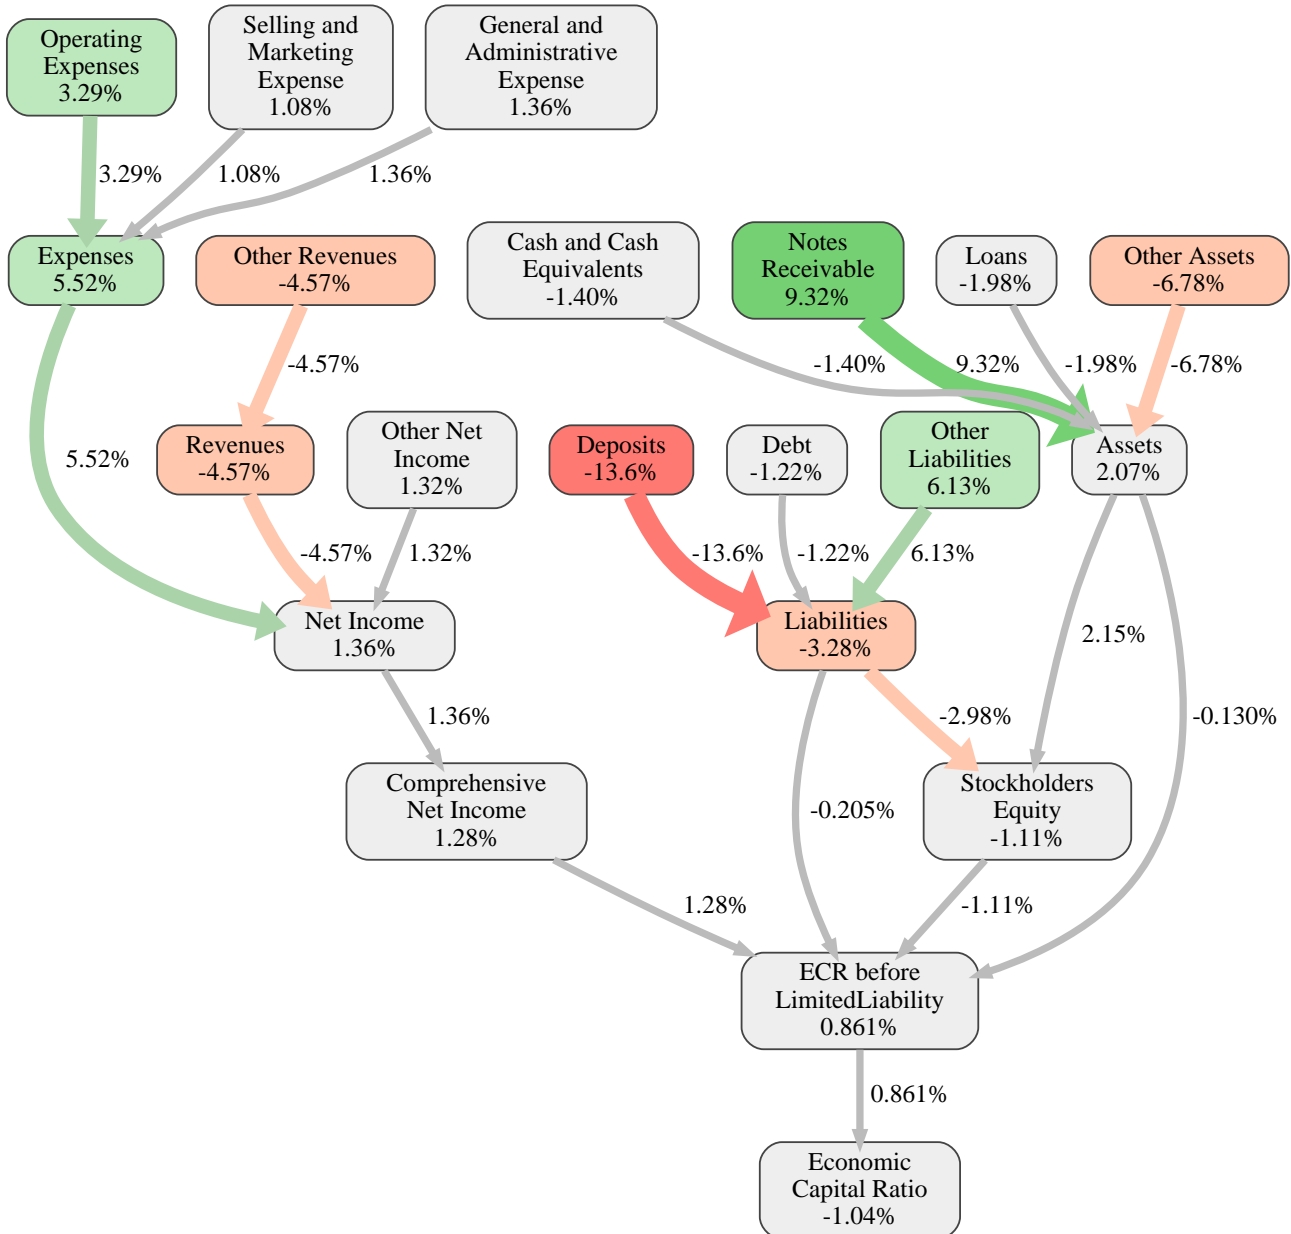 Operating
Expenses
3.29%
Selling and
Marketing
Expense
1.08%
General and
Administrative
Expense
1.36%
3.29%
1.08%
1.36%
Expenses
5.52%
Other Revenues
-4.57%
Cash and Cash
Equivalents
-1.40%
Notes
Receivable
9.32%
Loans
-1.98%
Other Assets
-6.78%
-4.57%
-1.40%
9.32%
-1.98%
-6.78%
5.52%
Revenues
-4.57%
Other Net
Income
1.32%
Deposits
-13.6%
Debt
-1.22%
Other
Liabilities
6.13%
Assets
2.07%
-4.57%
1.32%
-13.6%
-1.22%
6.13%
Net Income
1.36%
Liabilities
-3.28%
2.15%
1.36%
-2.98%
-0.130%
Comprehensive
Net Income
1.28%
-0.205%
Stockholders
Equity
-1.11%
1.28%
-1.11%
ECR before
LimitedLiability
0.861%
0.861%
Economic
Capital Ratio
-1.04%